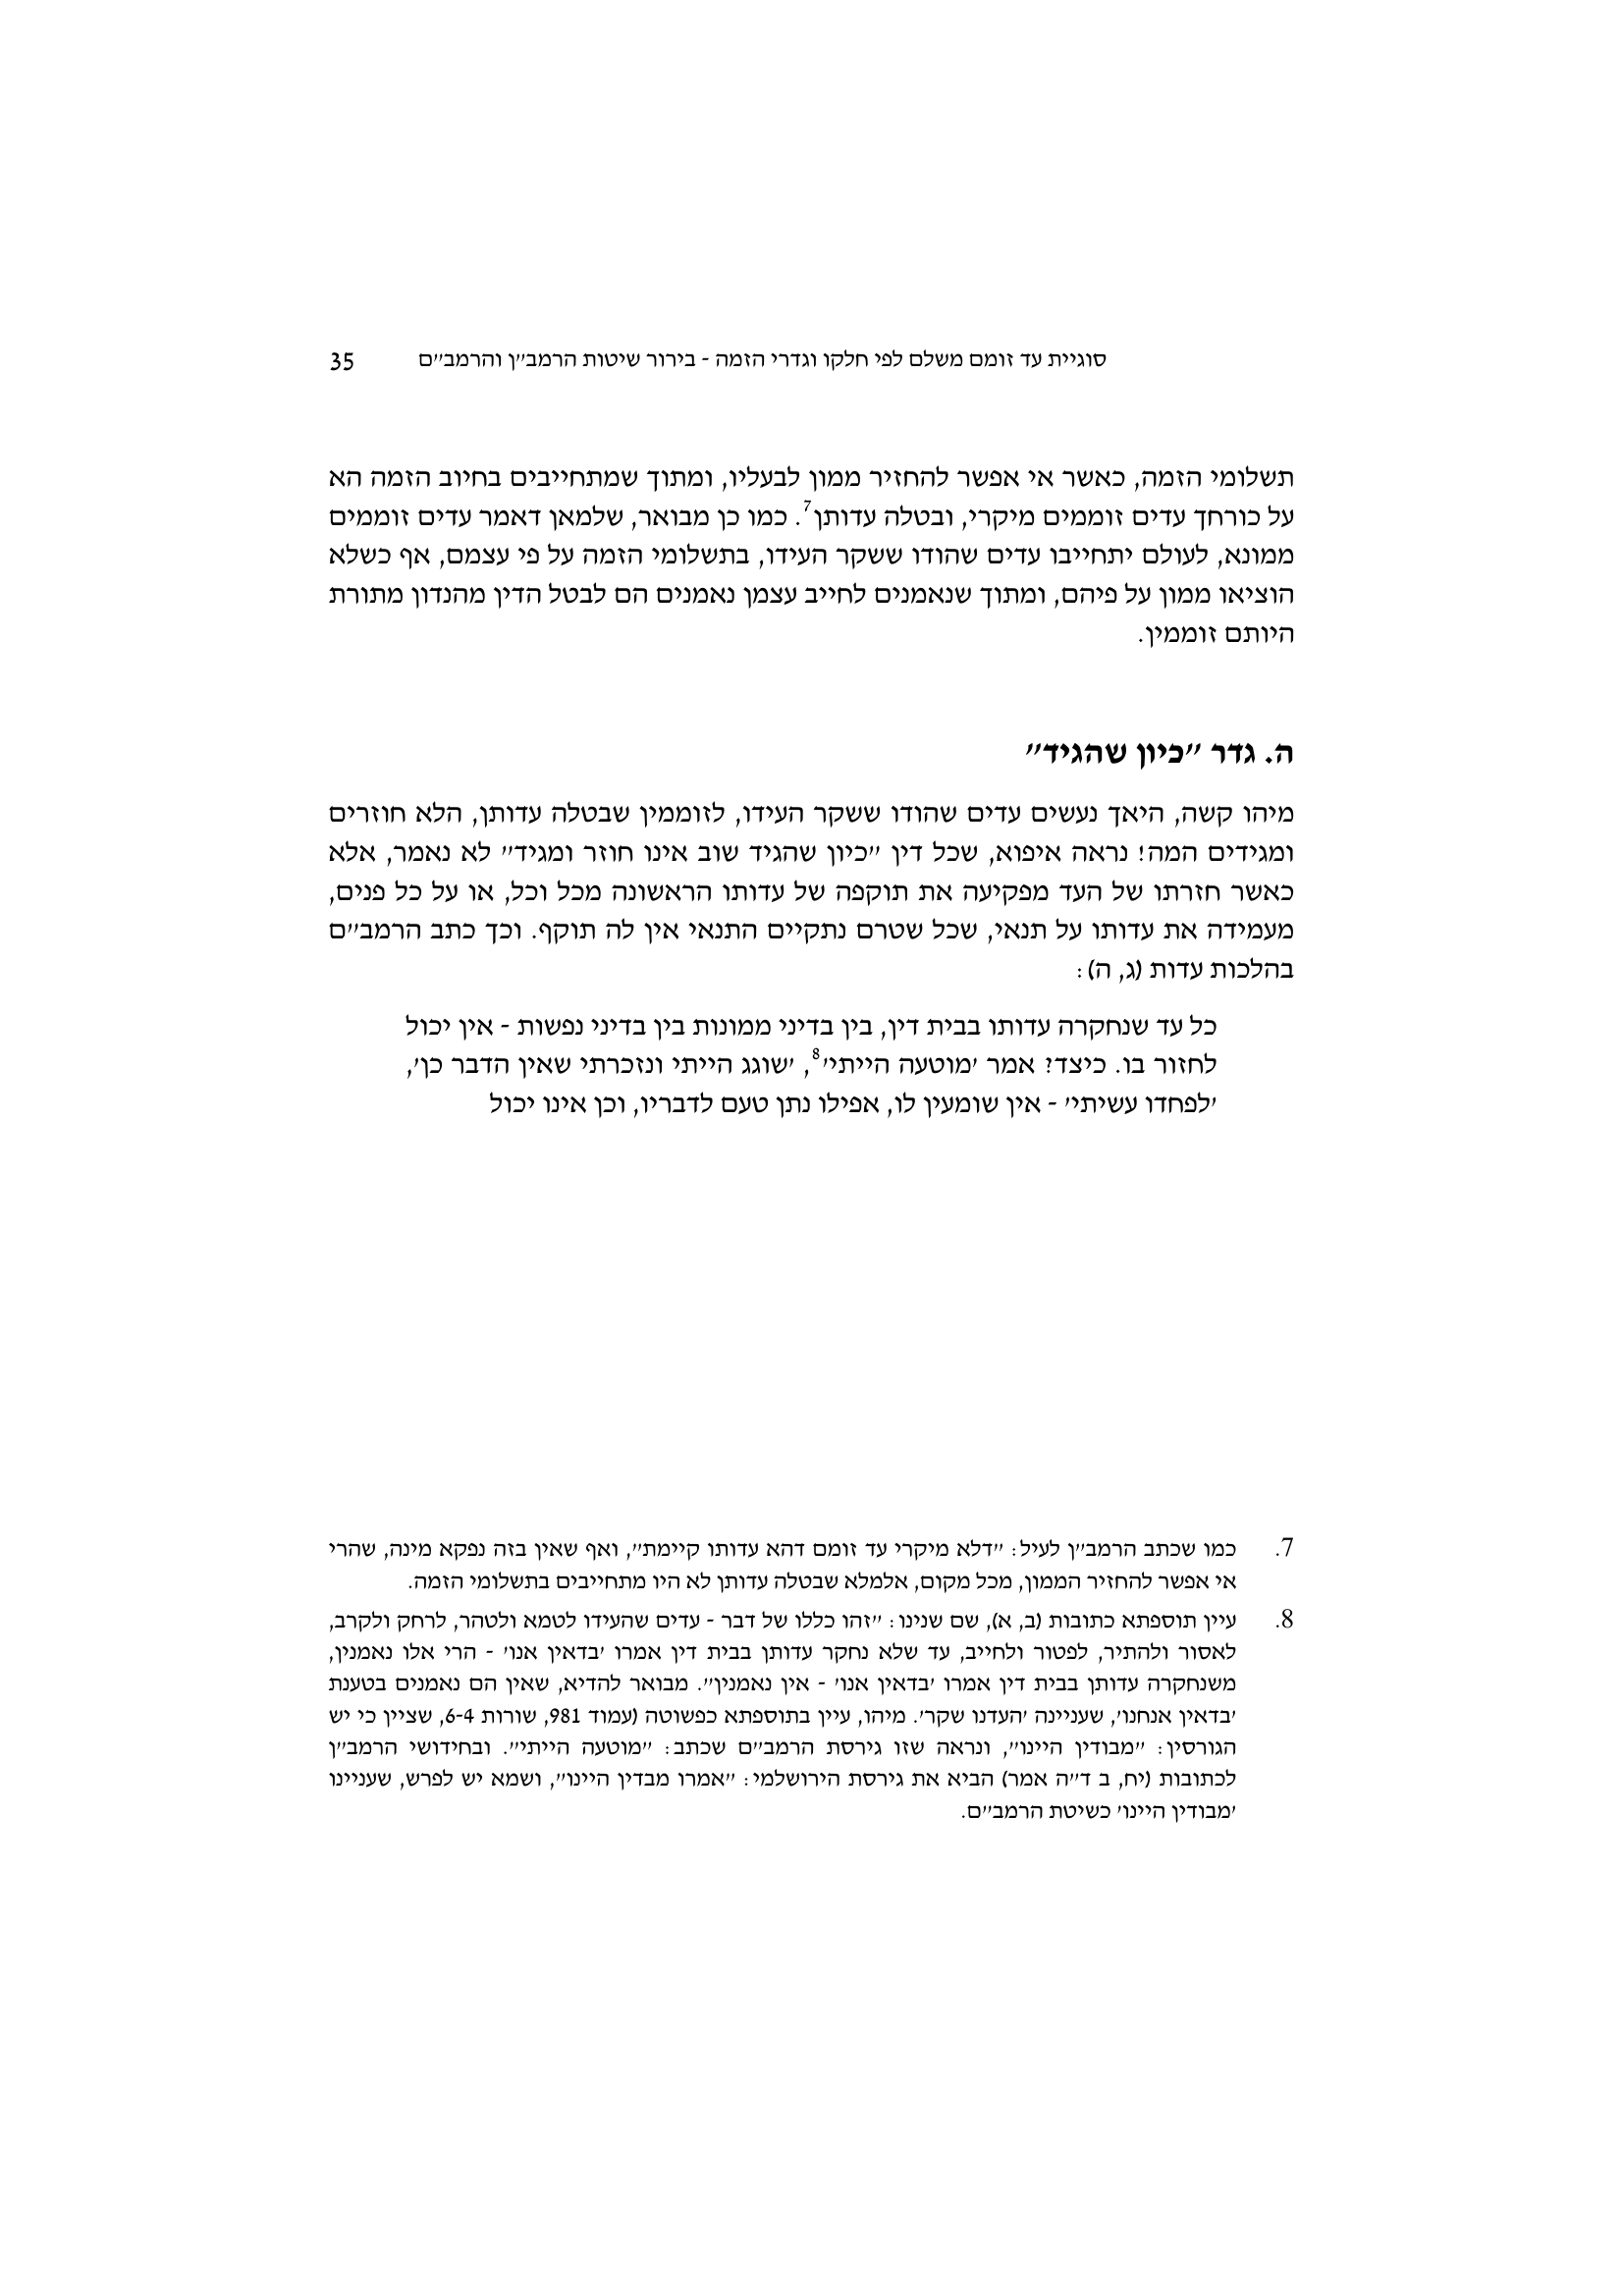 סוגיית עד זומם משלם לפי חלקו וגדרי הזמה - בירור שיטות הרמב״ן והרמב״ם 35
תשלומי הזמה, כאשר אי אפשר להחזיר ממון לבעליו, ומתוך שמתחייבים בחיוב הזמה הא
על כורחך עדים זוממים מיקרי, ובטלה עדותן7. כמו כן מבואר, שלמאן דאמר עדים זוממים
ממונא, לעולם יתחייבו עדים שהודו ששקר העידו, בתשלומי הזמה על פי עצמם, אף כשלא
הוציאו ממון על פיהם, ומתוך שנאמנים לחייב עצמן נאמנים הם לבטל הדין מהנדון מתורת
היותם זוממין.
ה. גדר ״כיון שהגיד״
מיהו קשה, היאך נעשים עדים שהודו ששקר העידו, לזוממין שבטלה עדותן, הלא חוזרים
ומגידים המה! נראה איפוא, שכל דין ״כיון שהגיד שוב אינו חוזר ומגיד״ לא נאמר, אלא
כאשר חזרתו של העד מפקיעה את תוקפה של עדותו הראשונה מכל וכל, או על כל פנים,
מעמידה את עדותו על תנאי, שכל שטרם נתקיים התנאי אין לה תוקף. וכך כתב הרמב״ם
בהלכות עדות (ג, ה):
כל עד שנחקרה עדותו בבית דין, בין בדיני ממונות בין בדיני נפשות - אין יכול
לחזור בו. כיצד? אמר ׳מוטעה הייתי׳8, ׳שוגג הייתי ונזכרתי שאין הדבר כן׳,
׳לפחדו עשיתי׳ - אין שומעין לו, אפילו נתן טעם לדבריו, וכן אינו יכול
7. כמו שכתב הרמב״ן לעיל: ״דלא מיקרי עד זומם דהא עדותו קיימת״, ואף שאין בזה נפקא מינה, שהרי
אי אפשר להחזיר הממון, מכל מקום, אלמלא שבטלה עדותן לא היו מתחייבים בתשלומי הזמה.
8. עיין תוספתא כתובות (ב, א), שם שנינו: ״זהו כללו של דבר - עדים שהעידו לטמא ולטהר, לרחק ולקרב,
לאסור ולהתיר, לפטור ולחייב, עד שלא נחקר עדותן בבית דין אמרו ׳בדאין אנו׳ - הרי אלו נאמנין,
משנחקרה עדותן בבית דין אמרו ׳בדאין אנו׳ - אין נאמנין״. מבואר להדיא, שאין הם נאמנים בטענת
׳בדאין אנחנו׳, שעניינה ׳העדנו שקר׳. מיהו, עיין בתוספתא כפשוטה (עמוד 981, שורות 6-4, שציין כי יש
הגורסין: ״מבודין היינו״, ונראה שזו גירסת הרמב״ם שכתב: ״מוטעה הייתי״. ובחידושי הרמב״ן
לכתובות (יח, ב ד״ה אמר) הביא את גירסת הירושלמי: ״אמרו מבדין היינו״, ושמא יש לפרש, שעניינו
׳מבודין היינו׳ כשיטת הרמב״ם.